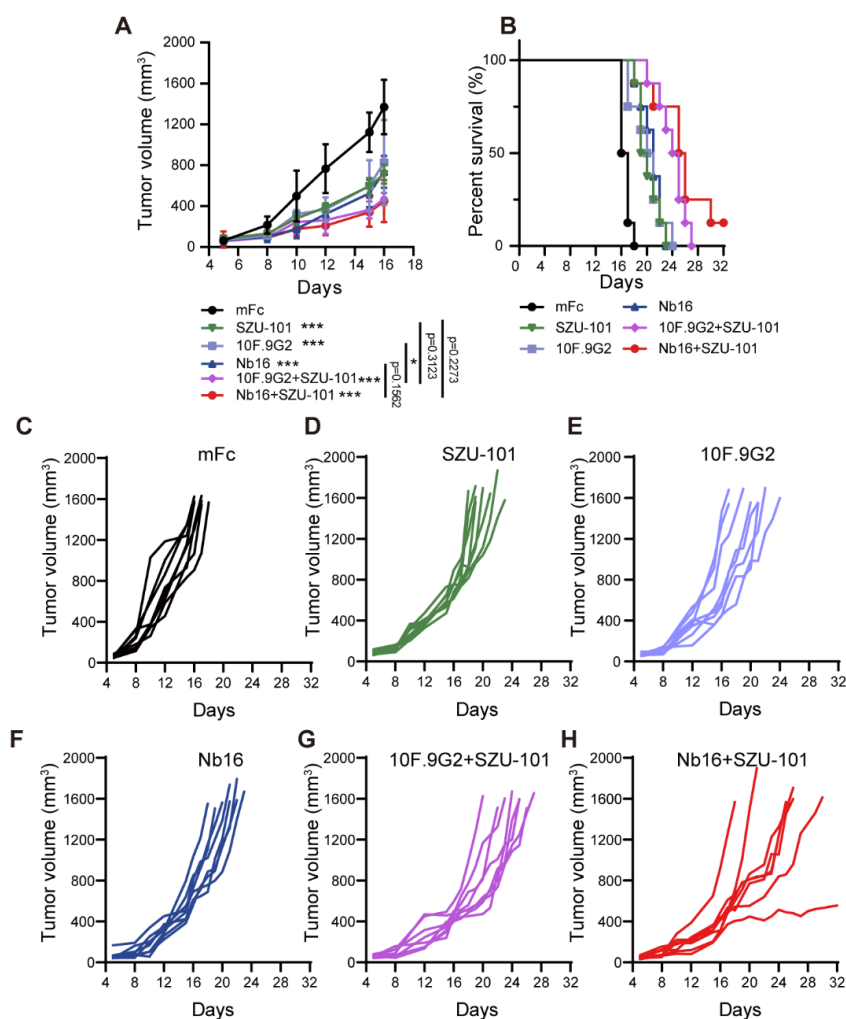 A
Tumor volume (mm³)
2000
1600
1200
800
400
0
4 6 8 10 12 14 16 18
Days
mFc
SZU-101 ***
10F.9G2 ***
Nb16 ***
10F.9G2+SZU-101 ***
Nb16+SZU-101 ***
p=0.1562
*
p=0.3123
p=0.2273
B
Percent survival (%)
100
75
50
25
0
0 4 8 12 16 20 24 28 32
Days
mFc
SZU-101
10F.9G2
Nb16
10F.9G2+SZU-101
Nb16+SZU-101
C
mFc
Tumor volume (mm³)
2000
1600
1200
800
400
0
4 8 12 16 20 24 28 32
Days
D
SZU-101
Tumor volume (mm³)
2000
1600
1200
800
400
0
4 8 12 16 20 24 28 32
Days
E
10F.9G2
Tumor volume (mm³)
2000
1600
1200
800
400
0
4 8 12 16 20 24 28 32
Days
F
Nb16
Tumor volume (mm³)
2000
1600
1200
800
400
0
4 8 12 16 20 24 28 32
Days
G
10F.9G2+SZU-101
Tumor volume (mm³)
2000
1600
1200
800
400
0
4 8 12 16 20 24 28 32
Days
H
Nb16+SZU-101
Tumor volume (mm³)
2000
1600
1200
800
400
0
4 8 12 16 20 24 28 32
Days